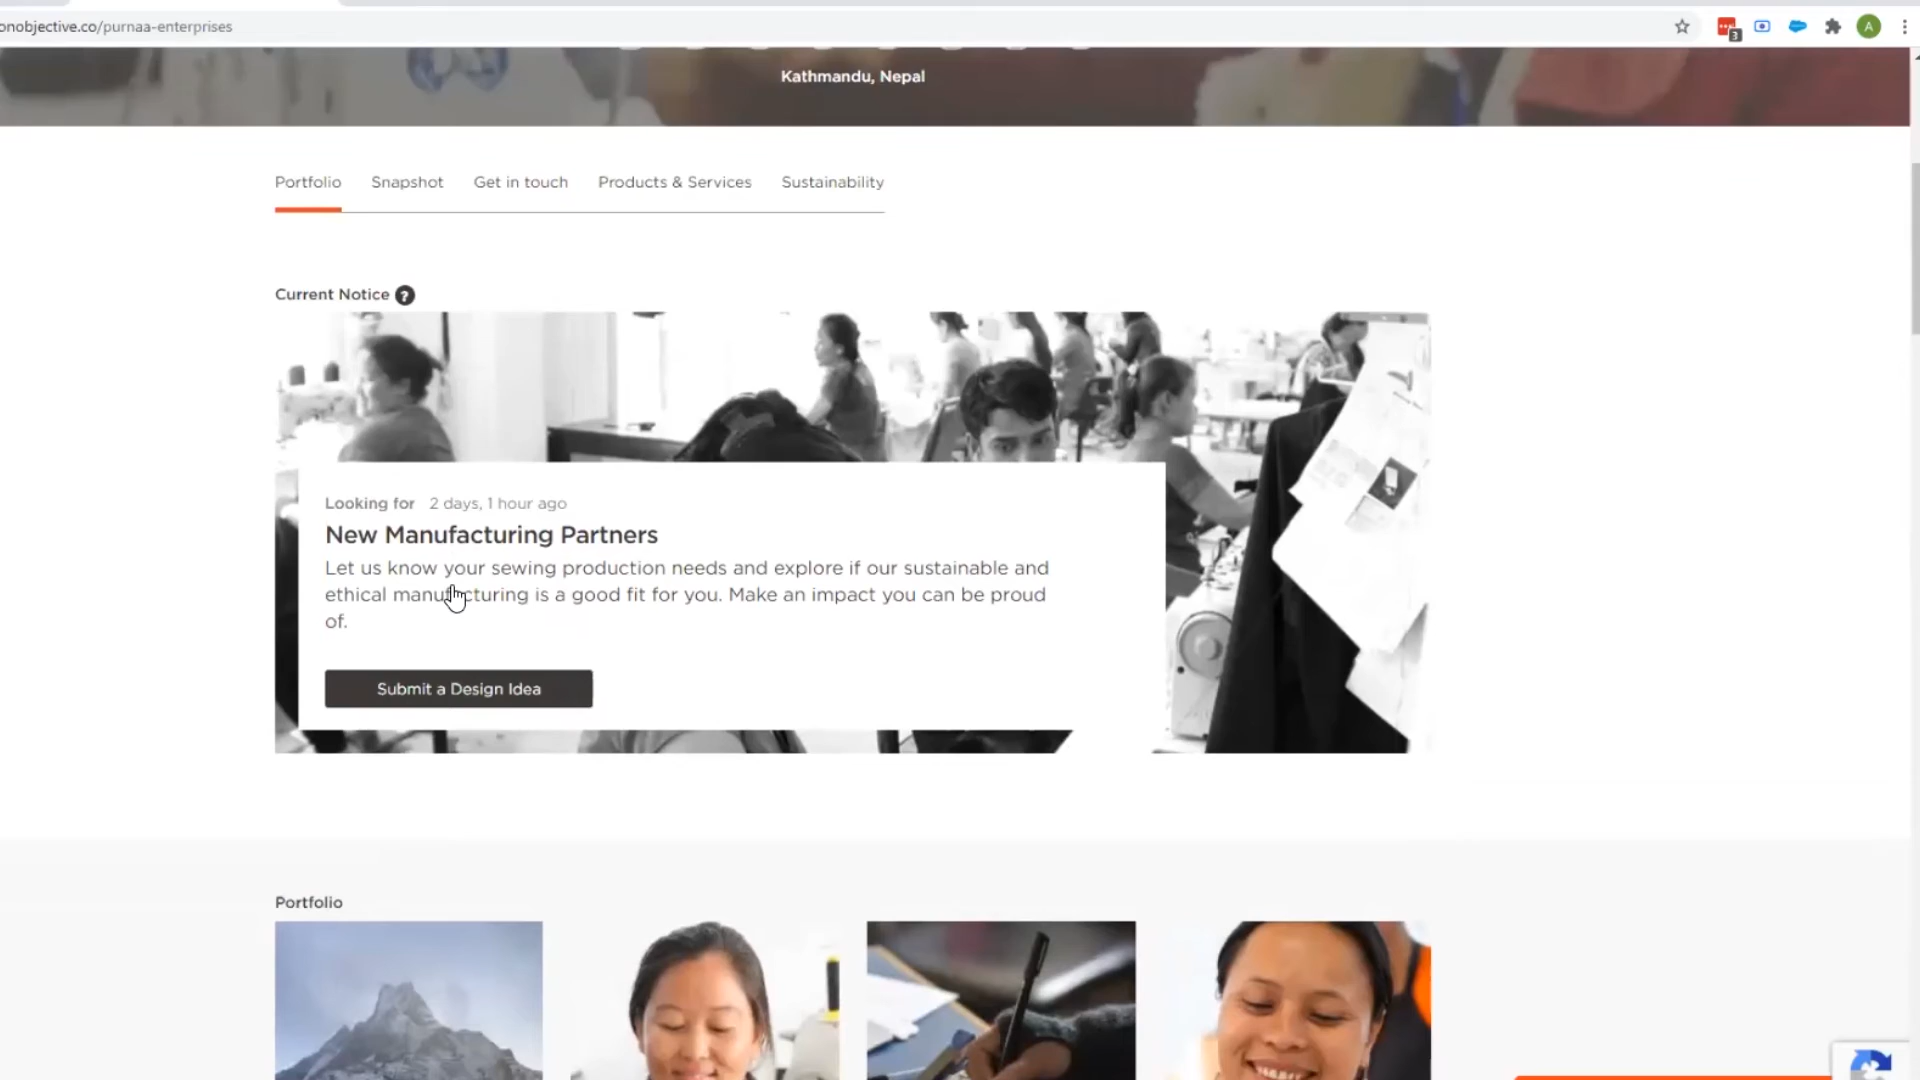 onobjective.co/purnaa-enterprises
3
A
Kathmandu, Nepal
Portfolio Snapshot Get in touch Products & Services Sustainability
Current Notice ?
Looking for 2 days, 1 hour ago
New Manufacturing Partners
Let us know your sewing production needs and explore if our sustainable and
ethical manufacturing is a good fit for you. Make an impact you can be proud
of.
Submit a Design Idea
Portfolio